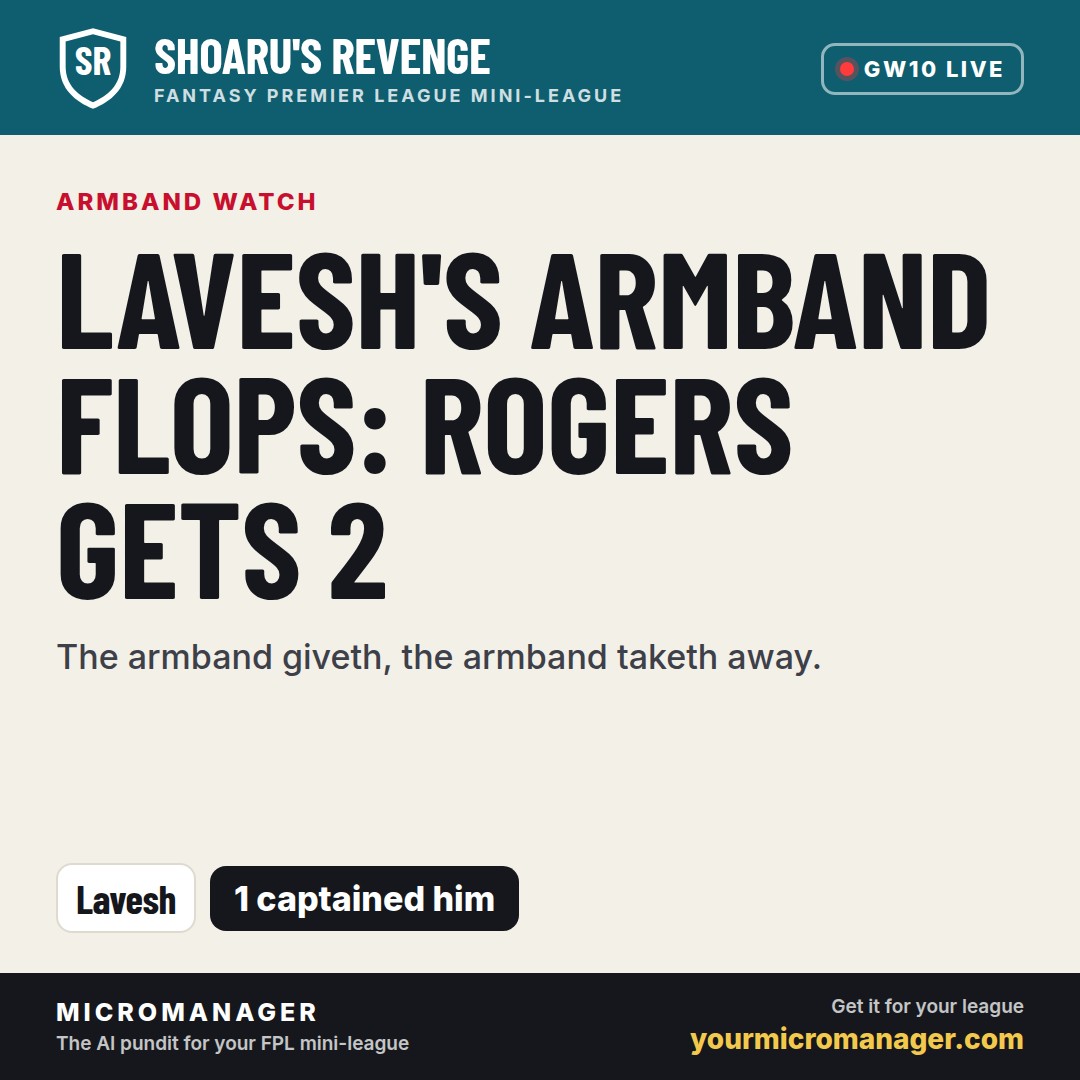 SR
SHOARU'S REVENGE
FANTASY PREMIER LEAGUE MINI-LEAGUE
GW10 LIVE
ARMBAND WATCH
LAVESH'S ARMBAND
FLOPS: ROGERS
GETS 2
The armband giveth, the armband taketh away.
Lavesh
1 captained him
MICROMANAGER
The AI pundit for your FPL mini-league
Get it for your league
yourmicromanager.com